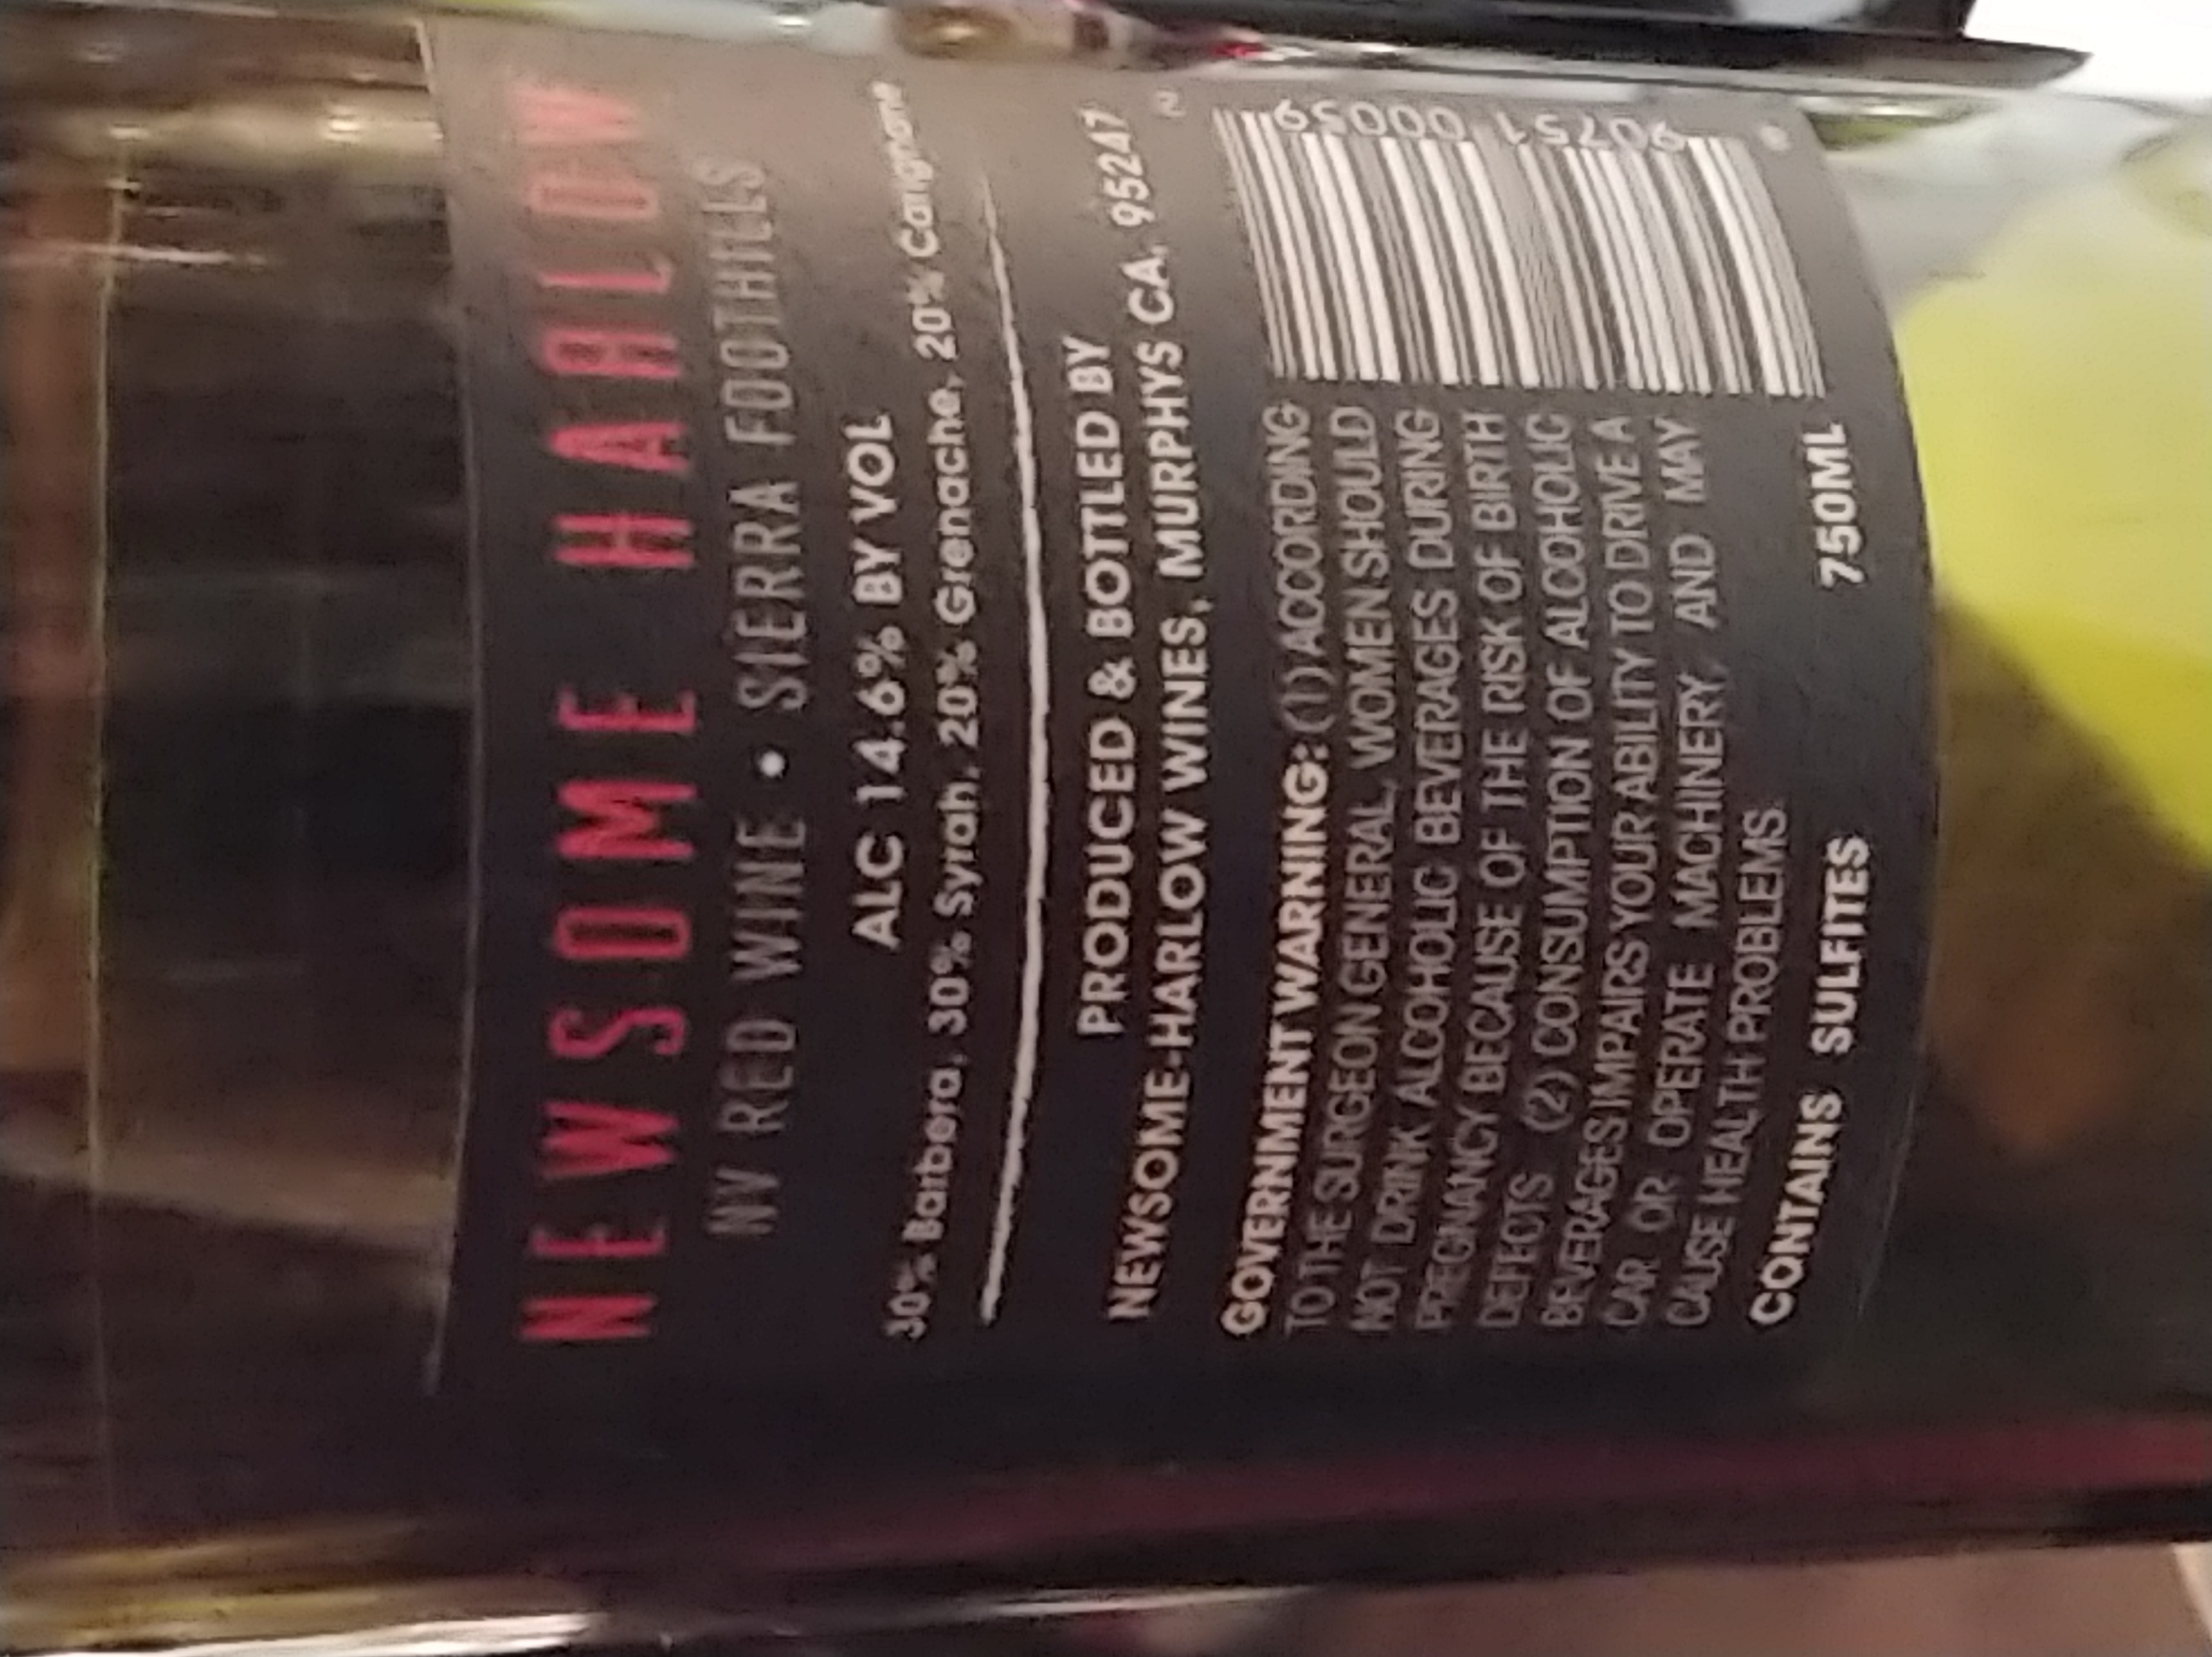 NEWSOME HARLOW
NV RED WINE • SIERRA FOOTHILLS
ALC 14.6% BY VOL
30% Barbera, 30% Syrah, 20% Grenache, 20% Carignane
PRODUCED & BOTTLED BY
NEWSOME-HARLOW WINES, MURPHYS CA. 95247
GOVERNMENT WARNING: (1) ACCORDING
TO THE SURGEON GENERAL, WOMEN SHOULD
NOT DRINK ALCOHOLIC BEVERAGES DURING
PREGNANCY BECAUSE OF THE RISK OF BIRTH
DEFECTS (2) CONSUMPTION OF ALCOHOLIC
BEVERAGES IMPAIRS YOUR ABILITY TO DRIVE A
CAR OR OPERATE MACHINERY, AND MAY
CAUSE HEALTH PROBLEMS.
CONTAINS SULFITES 750ML
90751 00059